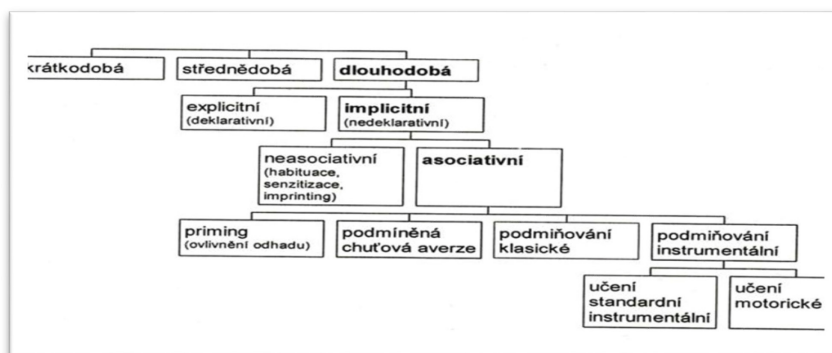 krátkodobá
střednědobá
dlouhodobá
explicitní
(deklarativní)
implicitní
(nedeklarativní)
neasociativní
(habituace,
senzitizace,
imprinting)
asociativní
priming
(ovlivnění odhadu)
podmíněná
chuťová averze
podmiňování
klasické
podmiňování
instrumentální
učení
standardní
instrumentální
učení
motorické